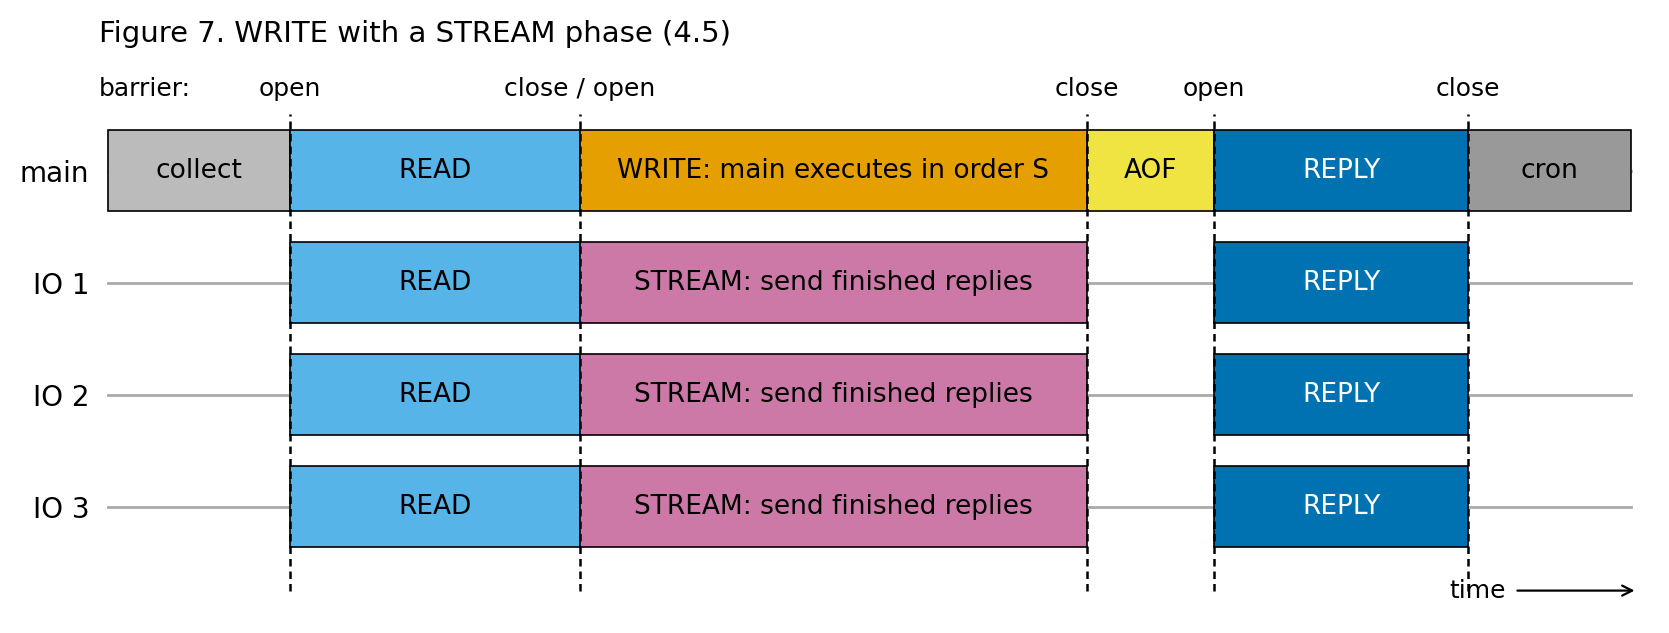 Figure 7. WRITE with a STREAM phase (4.5)
barrier: open close / open close open close
main collect READ WRITE: main executes in order S AOF REPLY cron
IO 1 READ STREAM: send finished replies REPLY
IO 2 READ STREAM: send finished replies REPLY
IO 3 READ STREAM: send finished replies REPLY
time